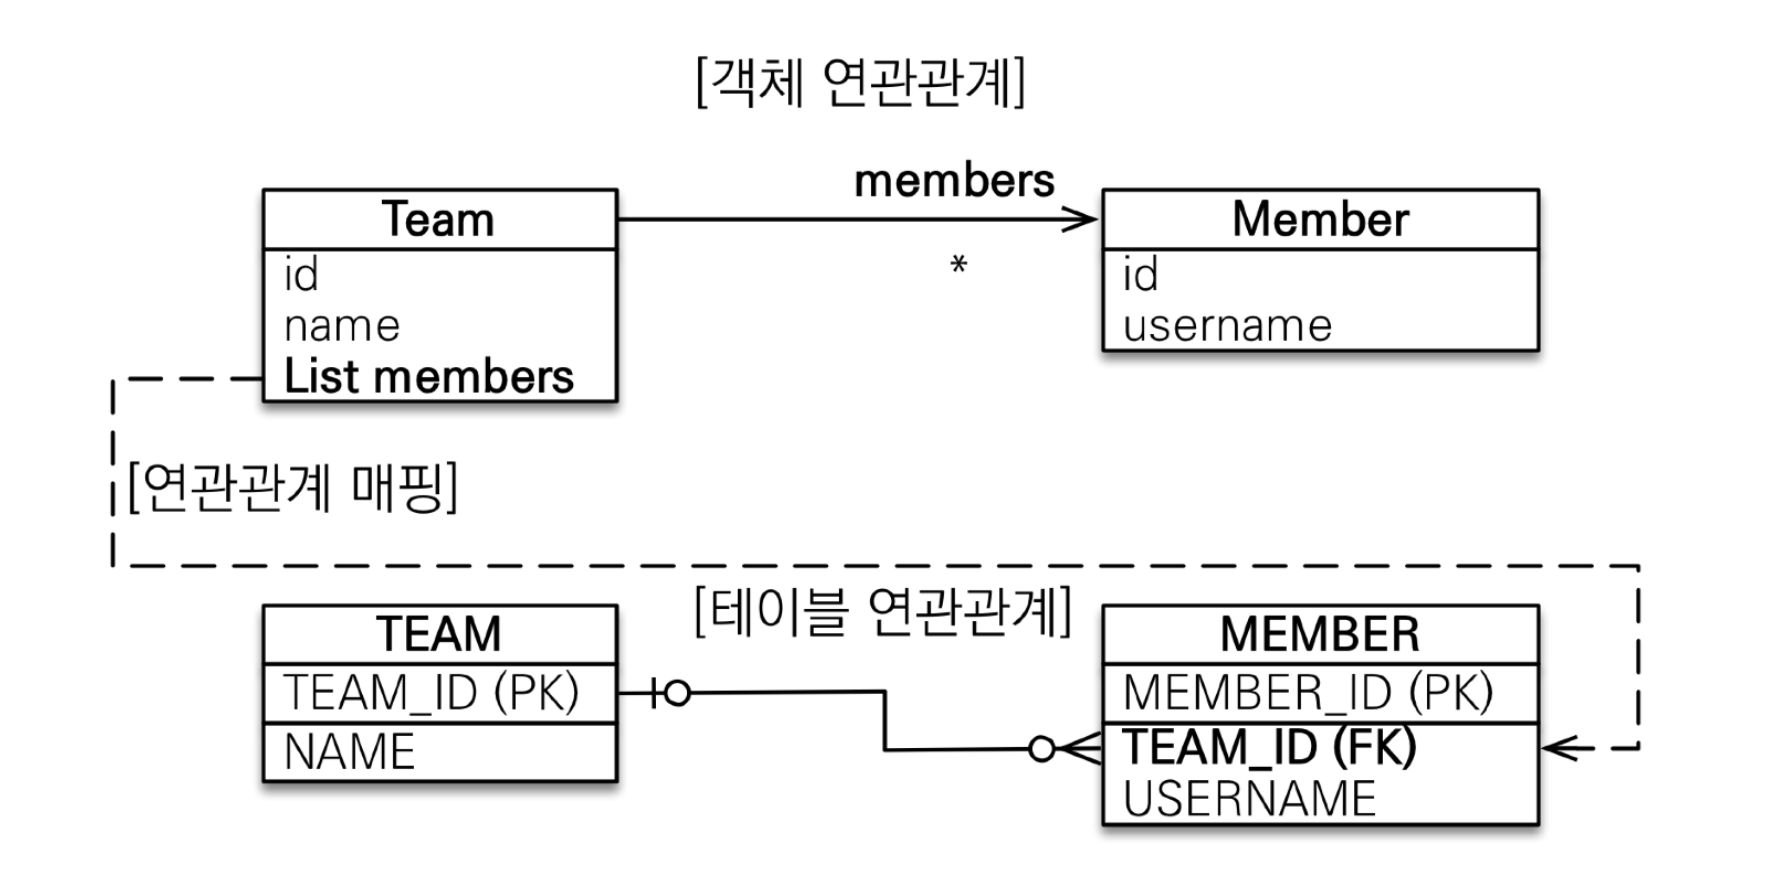 [객체 연관관계]
members
Team
Member
*
id
name
List members
id
username
[연관관계 매핑]
[테이블 연관관계]
TEAM
TEAM_ID (PK)
NAME
MEMBER
MEMBER_ID (PK)
TEAM_ID (FK)
USERNAME